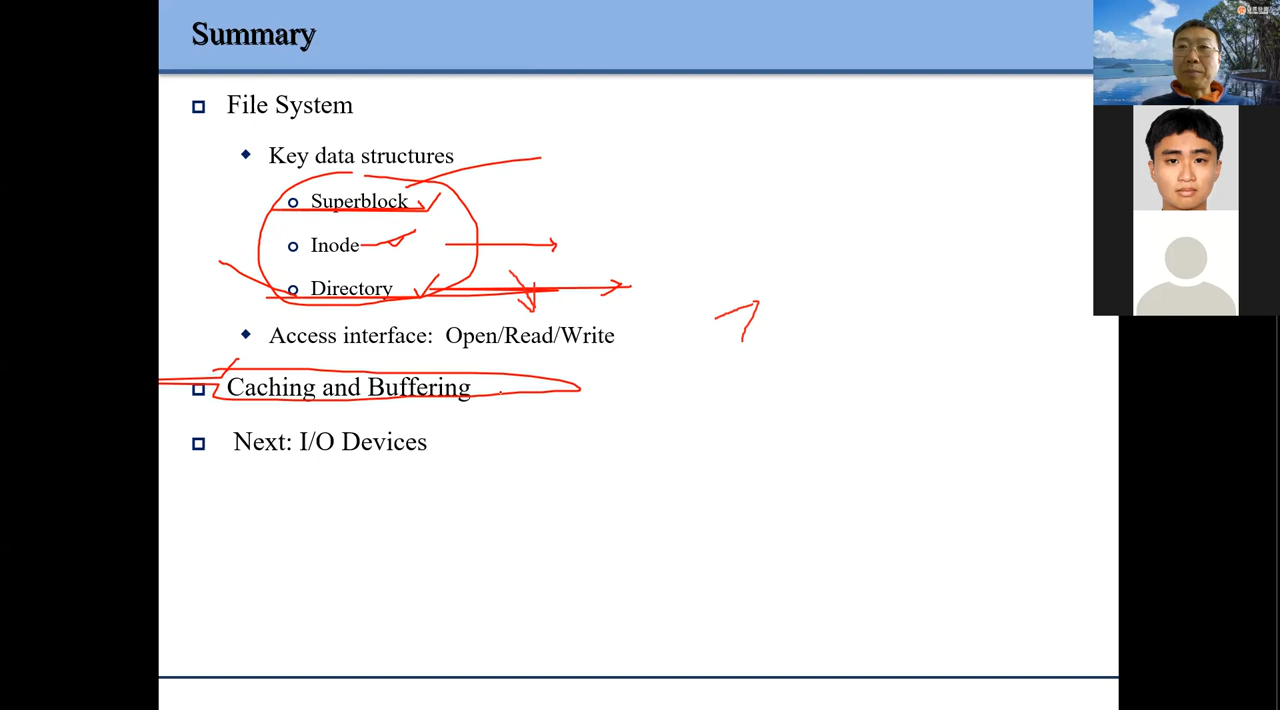 Summary
File System
Key data structures
Superblock
Inode
Directory
Access interface: Open/Read/Write
Caching and Buffering
Next: I/O Devices